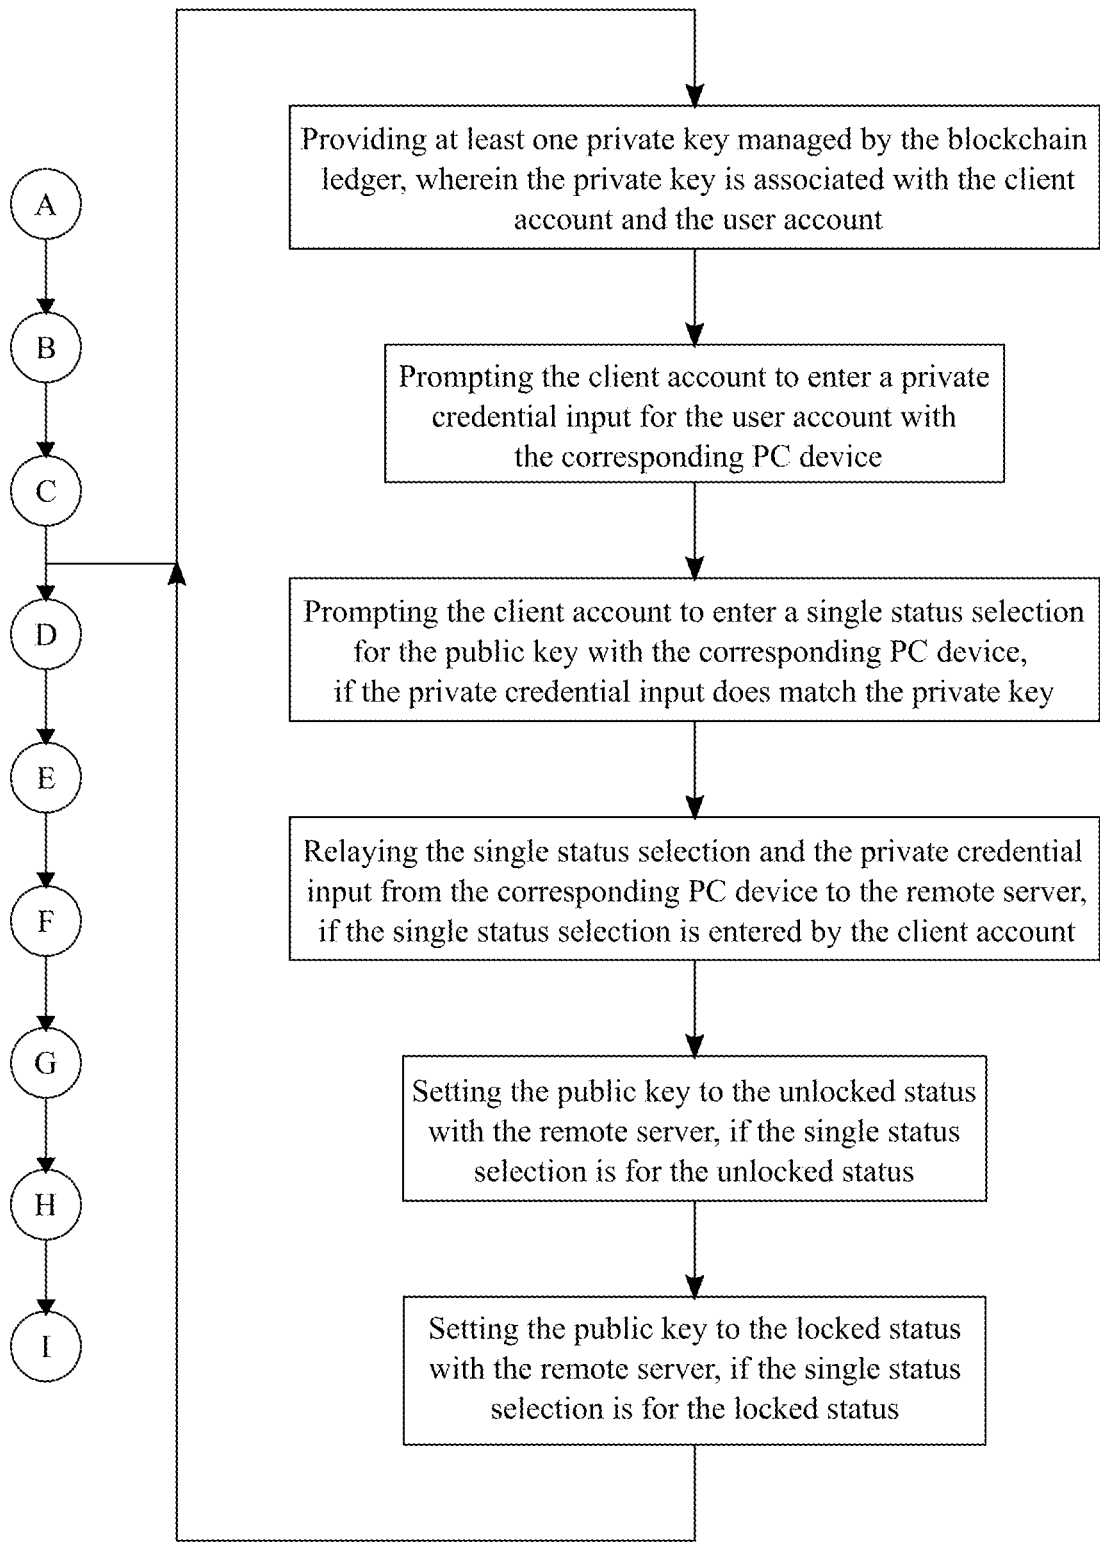 A
B
C
D
E
F
G
H
I
Providing at least one private key managed by the blockchain
ledger, wherein the private key is associated with the client
account and the user account
Prompting the client account to enter a private
credential input for the user account with
the corresponding PC device
Prompting the client account to enter a single status selection
for the public key with the corresponding PC device,
if the private credential input does match the private key
Relaying the single status selection and the private credential
input from the corresponding PC device to the remote server,
if the single status selection is entered by the client account
Setting the public key to the unlocked status
with the remote server, if the single status
selection is for the unlocked status
Setting the public key to the locked status
with the remote server, if the single status
selection is for the locked status